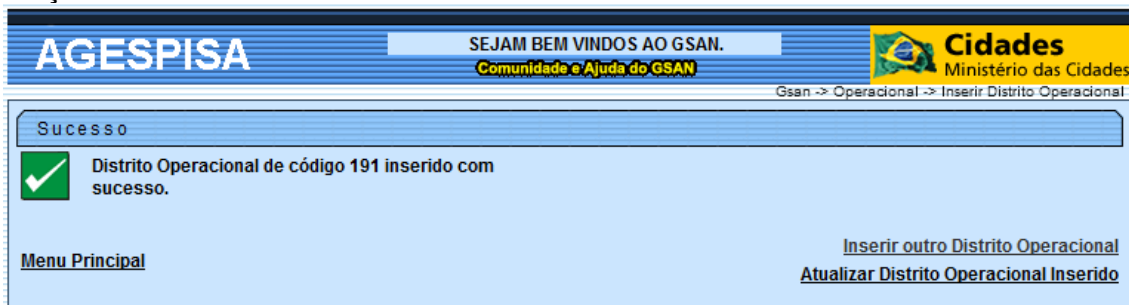 AGESPISA
SEJAM BEM VINDOS AO GSAN.
Comunidade e Ajuda do GSAN
Cidades
Ministério das Cidades
Gsan -> Operacional -> Inserir Distrito Operacional
Sucesso
Distrito Operacional de código 191 inserido com
sucesso.
Menu Principal
Inserir outro Distrito Operacional
Atualizar Distrito Operacional Inserido